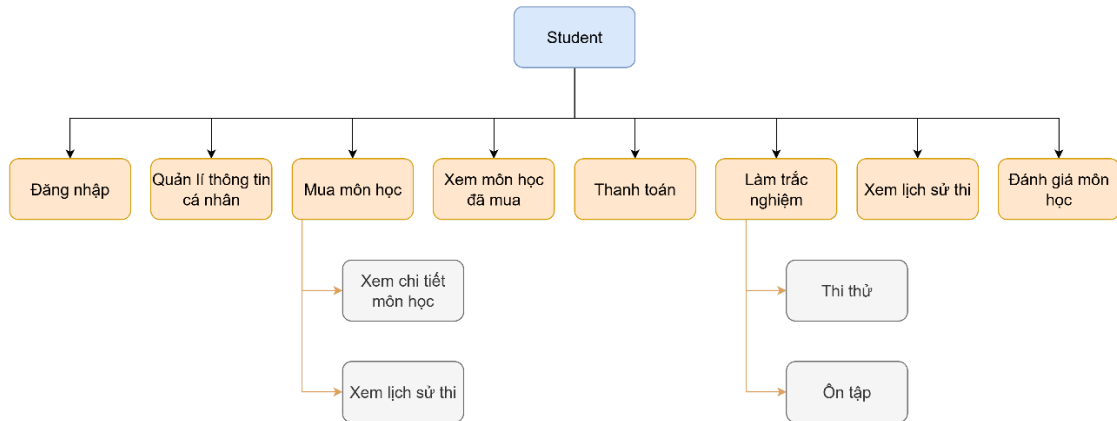 Student
Đăng nhập
Quản lí thông tin
cá nhân
Mua môn học
Xem môn học
đã mua
Thanh toán
Làm trắc
nghiệm
Xem lịch sử thi
Đánh giá môn
học
Xem chi tiết
môn học
Thi thử
Xem lịch sử thi
Ôn tập